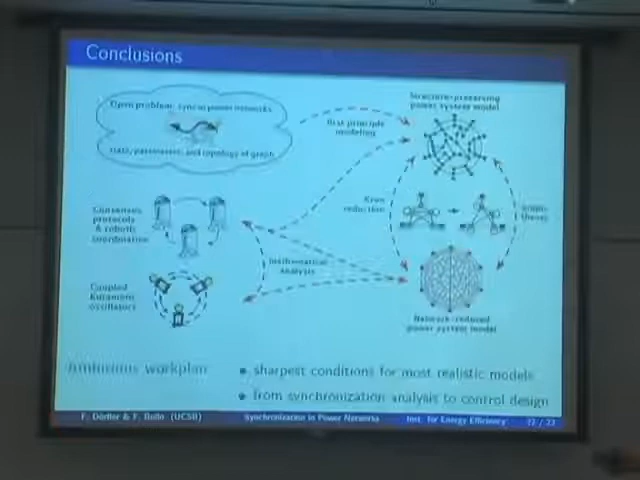 Conclusions
Open problem: sync in power networks
state, parameters, and topology of graph
first principle
modeling
Structure-preserving
power system model
Consensus
protocols
& robotic
coordination
Kron
reduction
graph
theory
mathematical
analysis
Coupled
Kuramoto
oscillators
Network-reduced
power system model
Ambitious workplan
sharpest conditions for most realistic models
from synchronization analysis to control design
F. Dörfler & F. Bullo (UCSB)
Synchronization in Power Networks
Inst. for Energy Efficiency
22 / 22